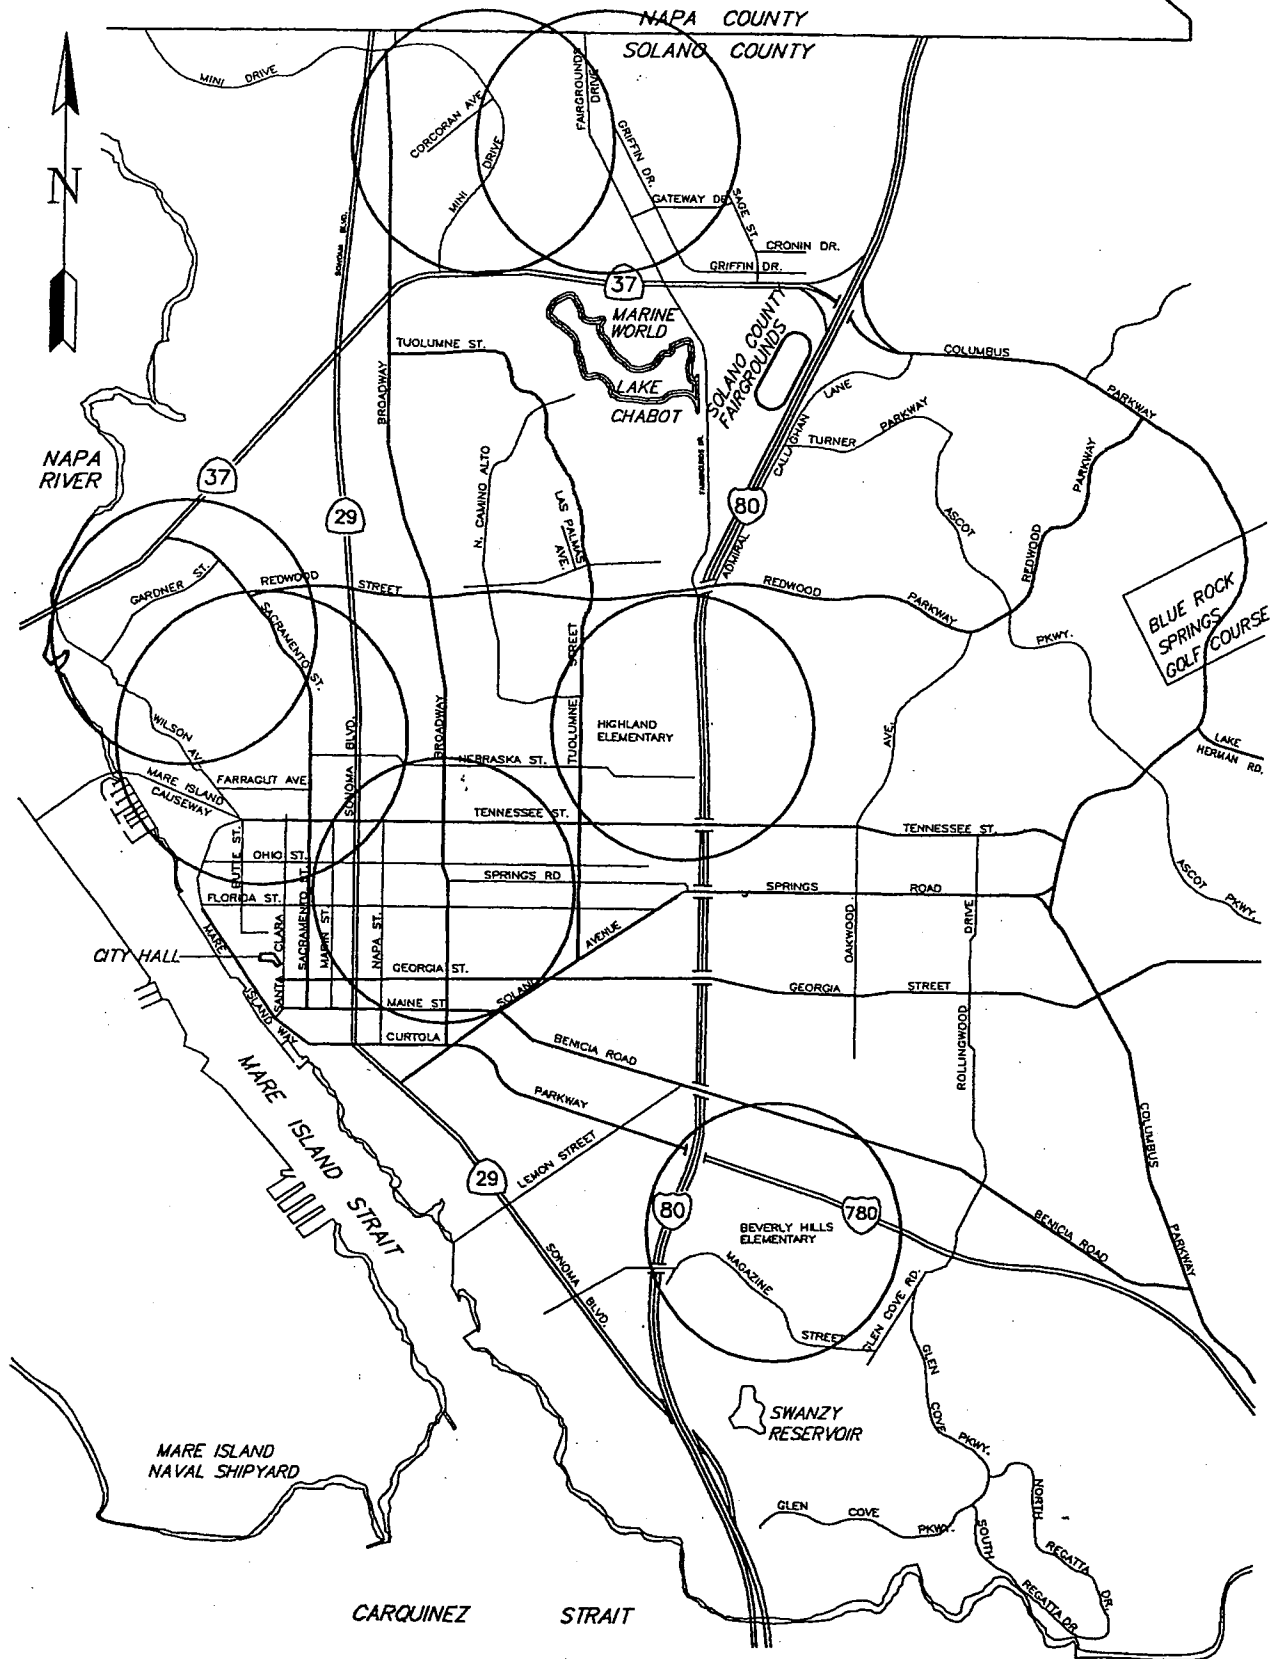 NAPA COUNTY
SOLANO COUNTY
N
MINI DRIVE
CORCORAN AVE.
MINI DRIVE
FAIRGROUNDS
DRIVE
GRIFFIN DR.
GATEWAY DR
SAGE ST.
CRONIN DR.
GRIFFIN DR.
SONOMA BLVD.
37
MARINE
WORLD
LAKE
CHABOT
SOLANO COUNTY
FAIRGROUNDS
TUOLUMNE ST.
BROADWAY
COLUMBUS
PARKWAY
CALLAGHAN
LANE
TURNER
PARKWAY
NAPA
RIVER
37
29
N. CAMINO ALTO
LAS PALMAS
AVE.
FAIRGROUNDS DR.
80
ADMIRAL
ASCOT
PARKWAY
REDWOOD
GARDNER ST.
REDWOOD
STREET
REDWOOD
PARKWAY
PKWY.
BLUE ROCK
SPRINGS
GOLF COURSE
SACRAMENTO ST.
STREET
TUOLUMNE
HIGHLAND
ELEMENTARY
BROADWAY
WILSON AV.
SONOMA BLVD.
AVE.
LAKE
HERMAN RD.
NEBRASKA ST.
MARE ISLAND
CAUSEWAY
FARRAGUT AVE.
TENNESSEE ST.
TENNESSEE ST.
BUTTE ST.
OHIO ST.
SPRINGS RD
SPRINGS
ROAD
ASCOT
PKWY.
FLORIDA ST.
SANTA CLARA
SACRAMENTO ST.
MARIN ST.
NAPA ST.
SOLANO
AVENUE
OAKWOOD
DRIVE
ROLLINGWOOD
CITY HALL
MARE
ISLAND WAY
GEORGIA ST.
GEORGIA
STREET
MAINE ST.
CURTOLA
PARKWAY
BENICIA ROAD
MARE ISLAND STRAIT
LEMON STREET
COLUMBUS
PARKWAY
29
80
BEVERLY HILLS
ELEMENTARY
780
BENICIA ROAD
SONOMA
BLVD.
MAGAZINE
STREET
GLEN COVE RD.
GLEN
COVE
PKWY.
SWANZY
RESERVOIR
MARE ISLAND
NAVAL SHIPYARD
GLEN
COVE
PKWY.
NORTH
REGATTA
DR.
SOUTH
REGATTA DR
CARQUINEZ
STRAIT